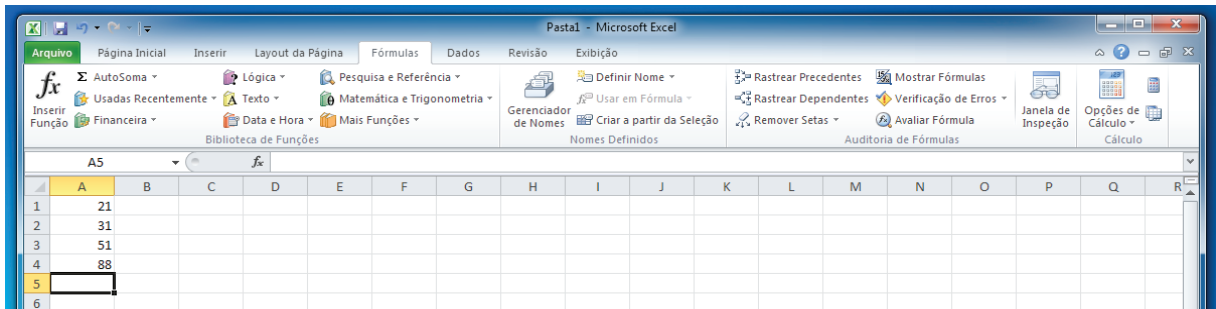 Pasta1 - Microsoft Excel
Arquivo Página Inicial Inserir Layout da Página Fórmulas Dados Revisão Exibição
fx Inserir Função
Σ AutoSoma
Usadas Recentemente
Financeira
Lógica
A Texto
Data e Hora
Pesquisa e Referência
θ Matemática e Trigonometria
Mais Funções
Biblioteca de Funções
Gerenciador
de Nomes
Definir Nome
fx Usar em Fórmula
Criar a partir da Seleção
Nomes Definidos
Rastrear Precedentes
Rastrear Dependentes
Remover Setas
Mostrar Fórmulas
Verificação de Erros
Avaliar Fórmula
Janela de
Inspeção
Auditoria de Fórmulas
Opções de
Cálculo
Cálculo
A5 fx
A B C D E F G H I J K L M N O P Q R
1 21
2 31
3 51
4 88
5
6